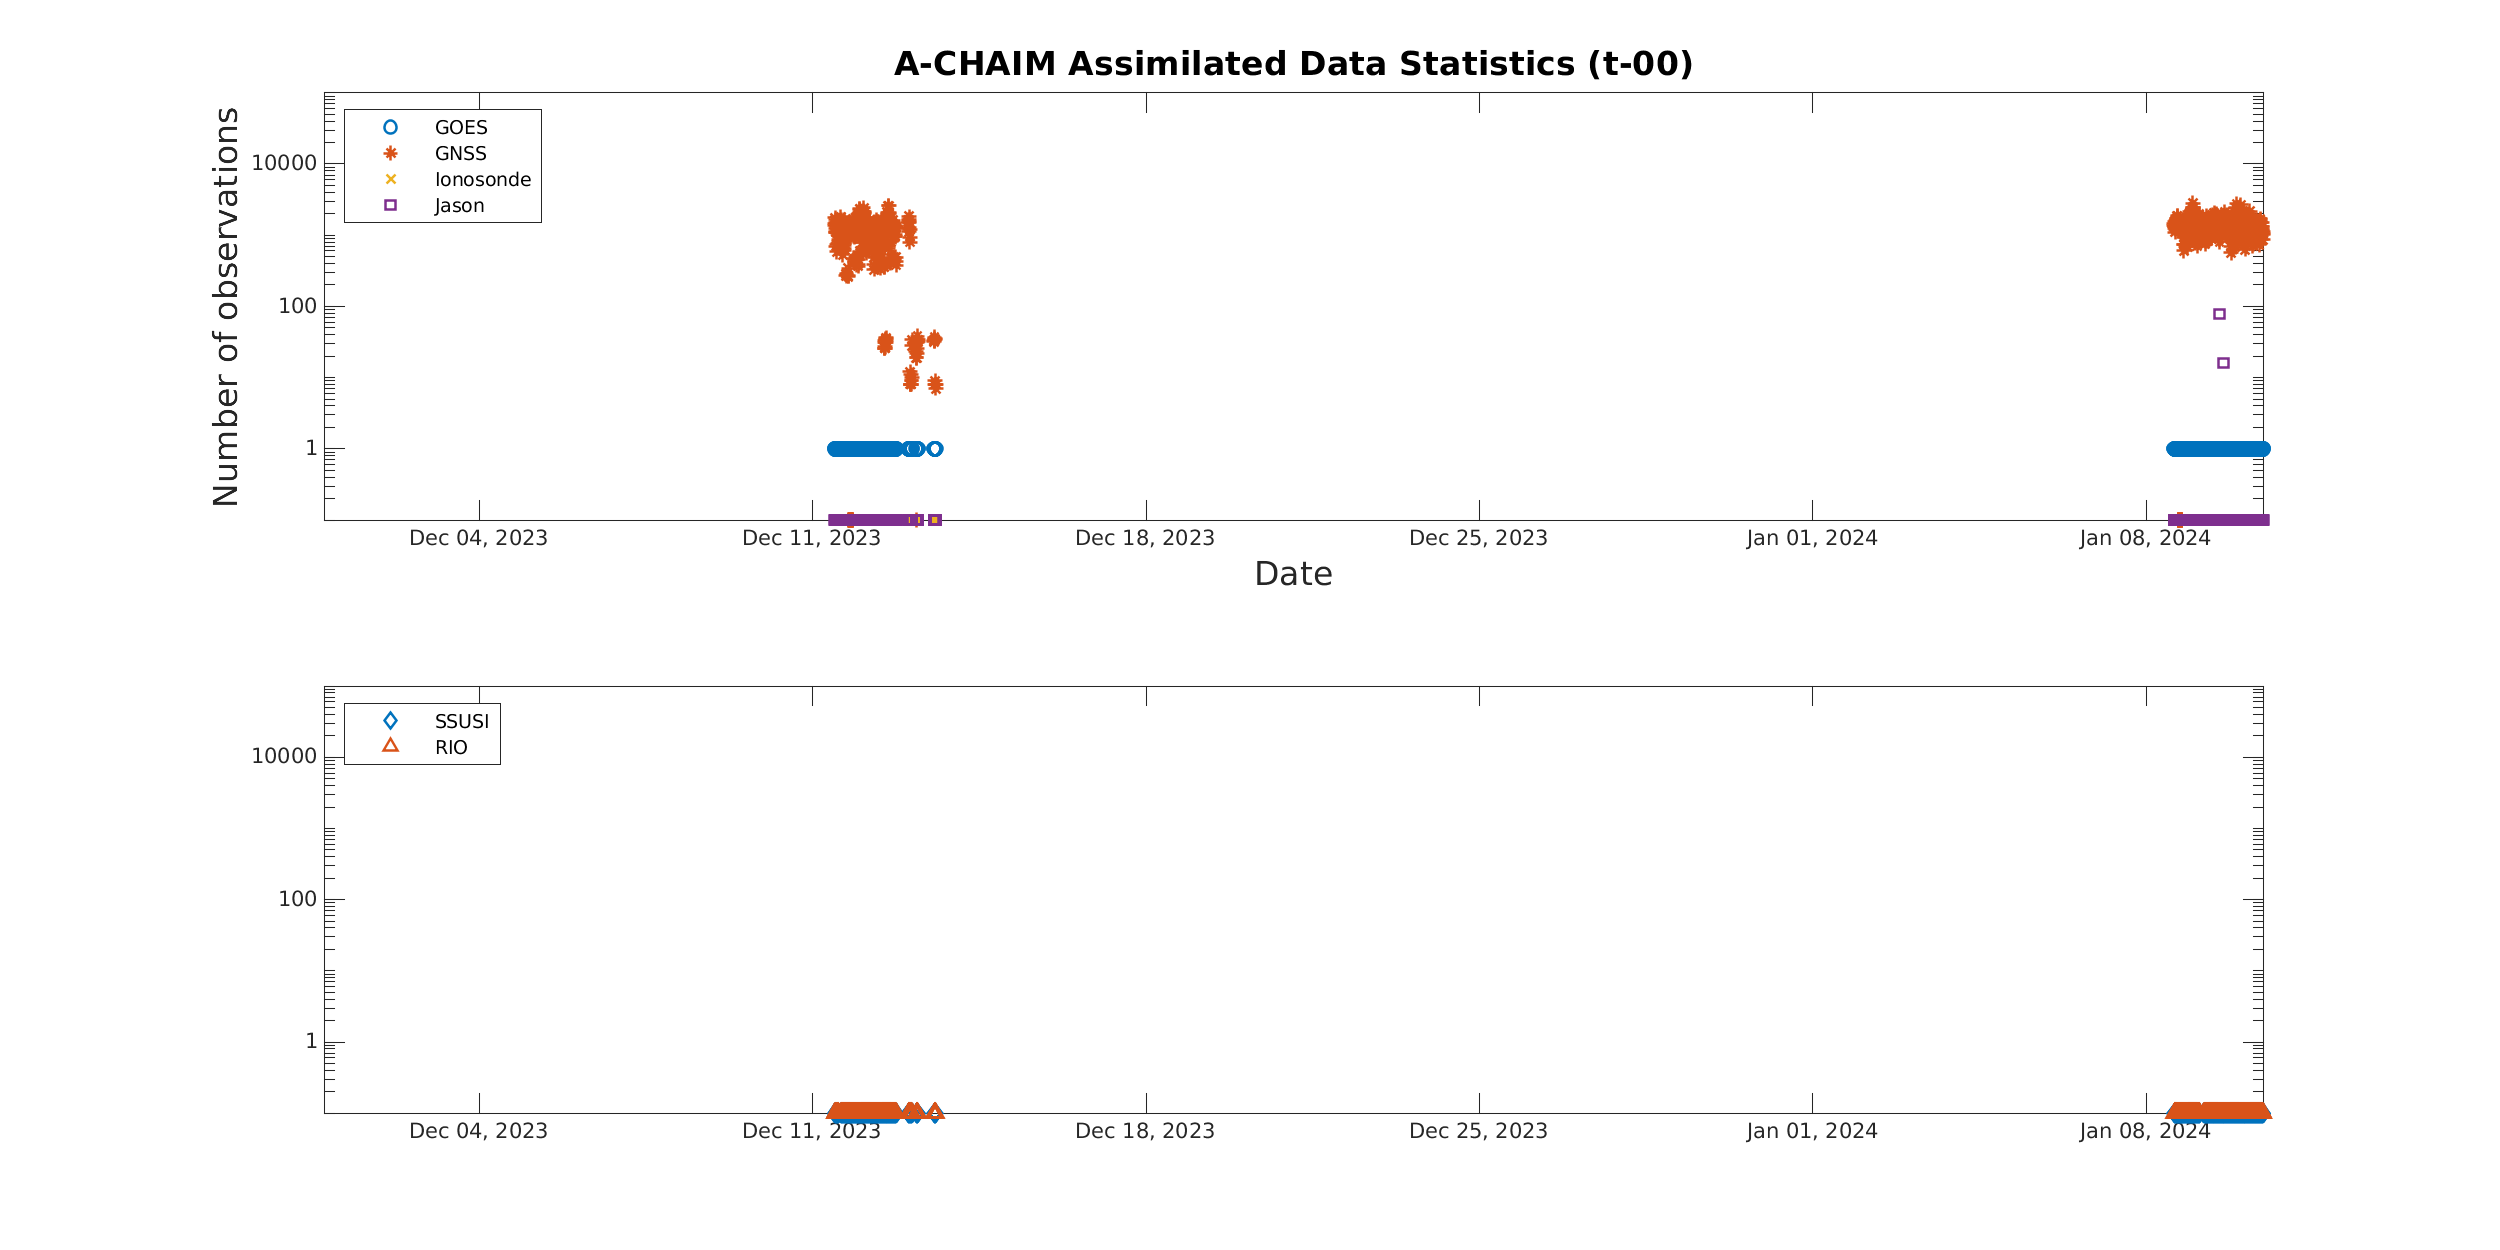 A-CHAIM Assimilated Data Statistics (t-00)
Number of observations
10000
100
1
GOES
GNSS
Ionosonde
Jason
Dec 04, 2023
Dec 11, 2023
Dec 18, 2023
Dec 25, 2023
Jan 01, 2024
Jan 08, 2024
Date
10000
100
1
SSUSI
RIO
Dec 04, 2023
Dec 11, 2023
Dec 18, 2023
Dec 25, 2023
Jan 01, 2024
Jan 08, 2024